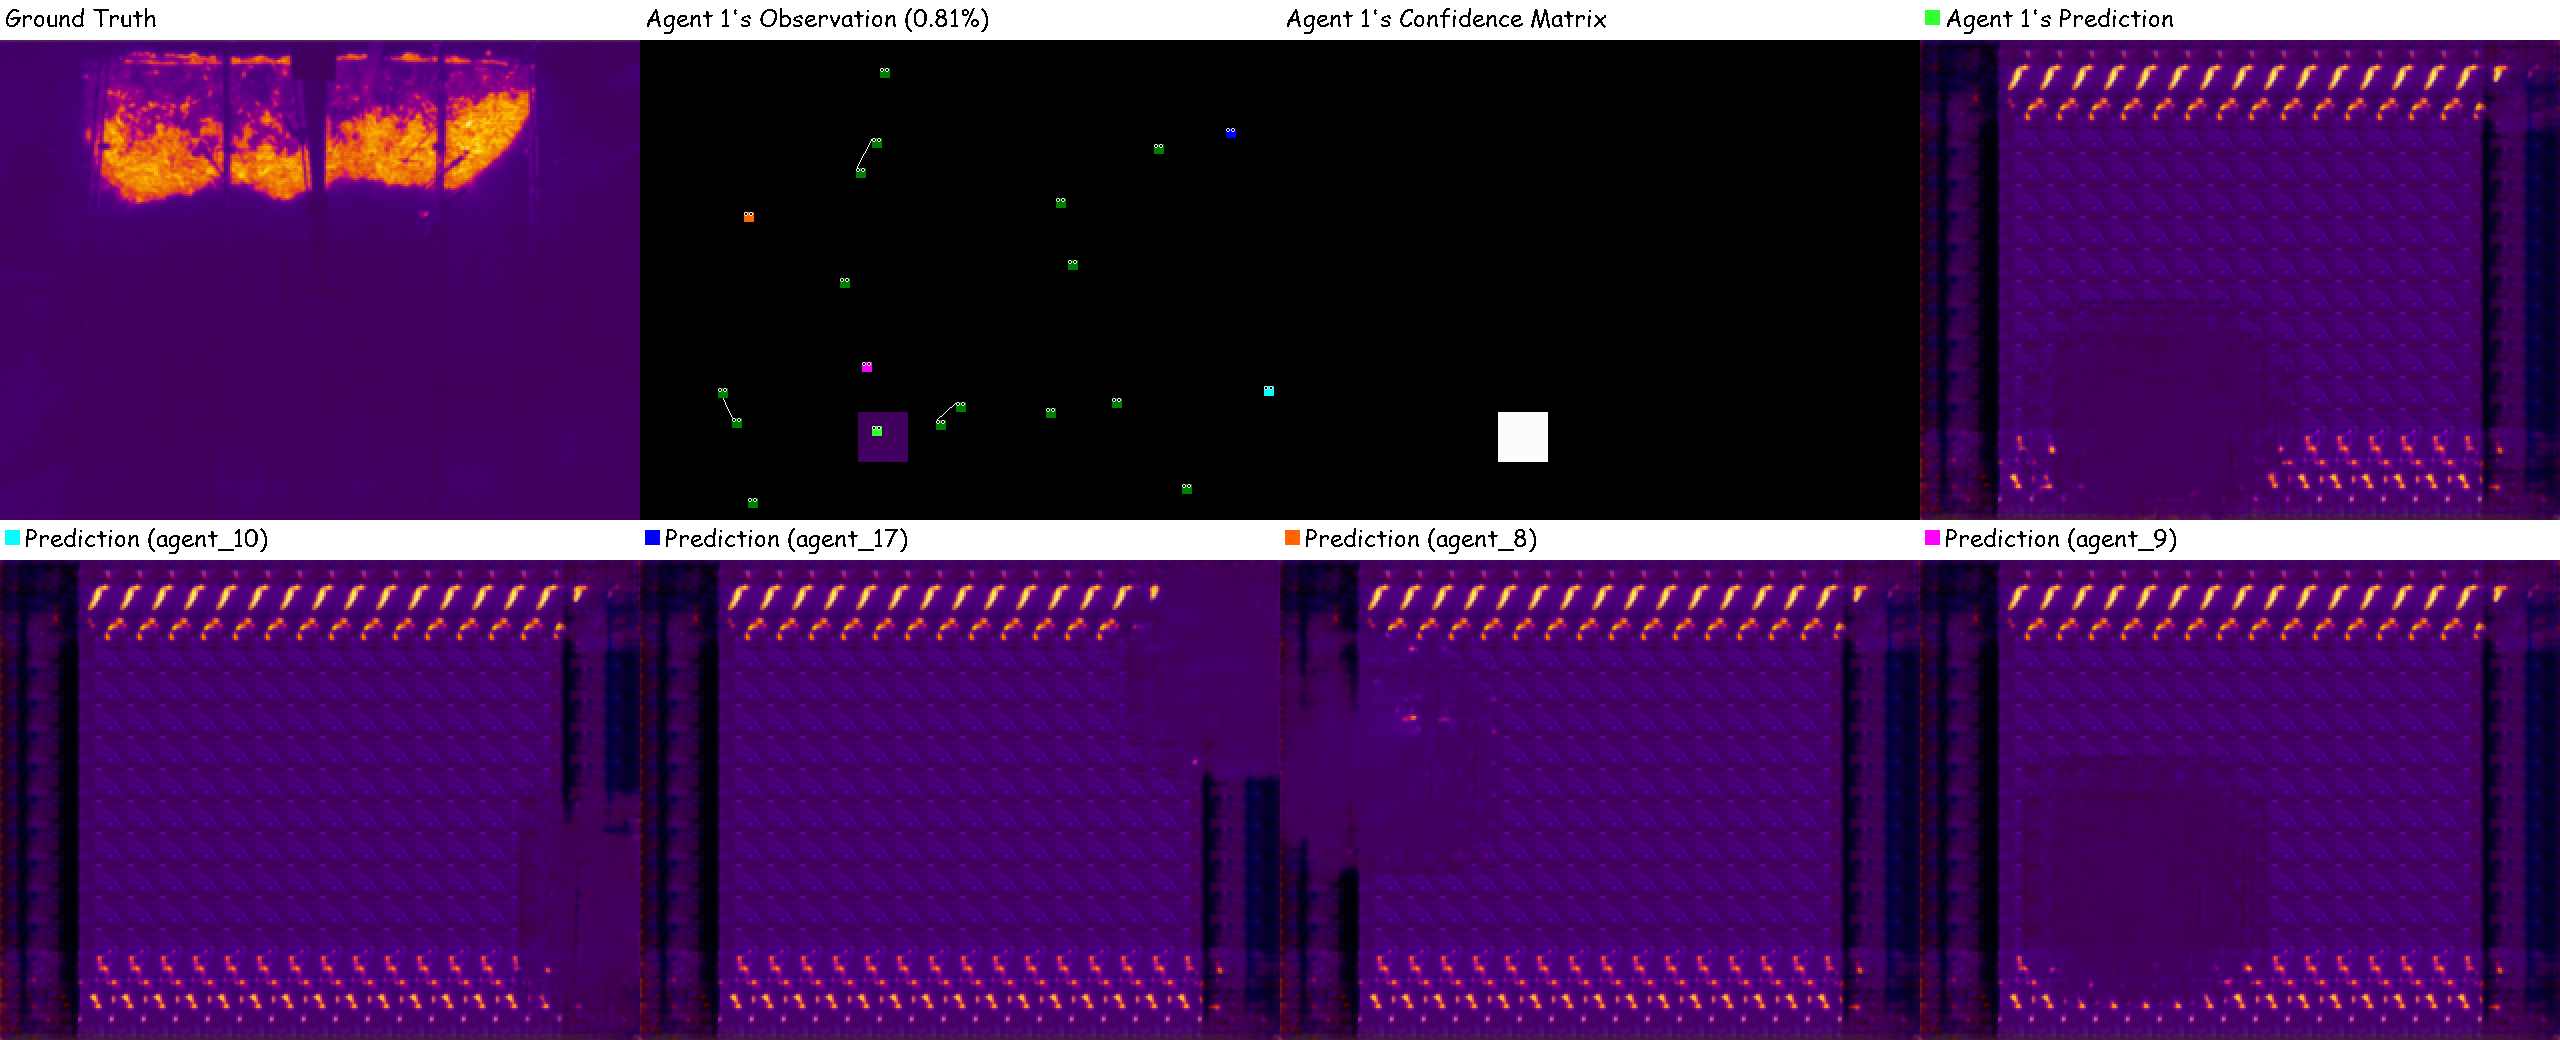 Ground Truth
Agent 1's Observation (0.81%)
Agent 1's Confidence Matrix
Agent 1's Prediction
Prediction (agent_10)
Prediction (agent_17)
Prediction (agent_8)
Prediction (agent_9)